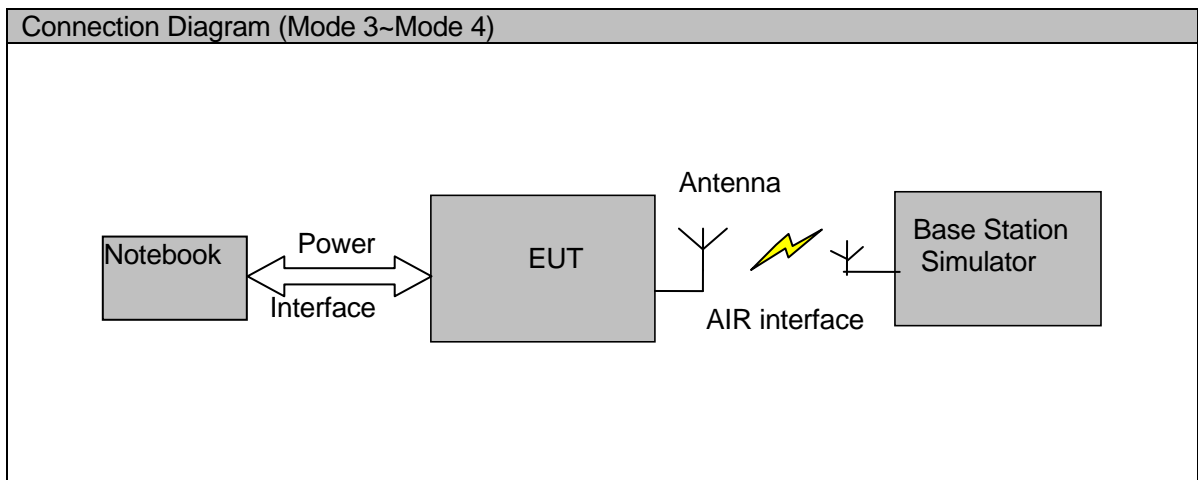 Connection Diagram (Mode 3~Mode 4)
Notebook
Power
Interface
EUT
Antenna
AIR interface
Base Station
Simulator